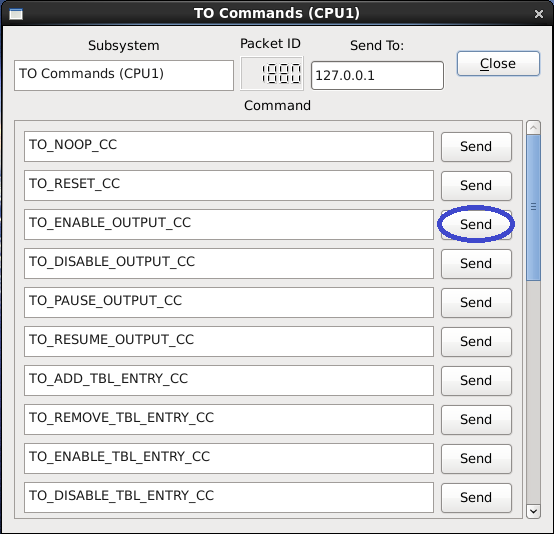 TO Commands (CPU1)
Subsystem
Packet ID
Send To:
TO Commands (CPU1)
1880
127.0.0.1
Close
Command
TO_NOOP_CC
Send
TO_RESET_CC
Send
TO_ENABLE_OUTPUT_CC
Send
TO_DISABLE_OUTPUT_CC
Send
TO_PAUSE_OUTPUT_CC
Send
TO_RESUME_OUTPUT_CC
Send
TO_ADD_TBL_ENTRY_CC
Send
TO_REMOVE_TBL_ENTRY_CC
Send
TO_ENABLE_TBL_ENTRY_CC
Send
TO_DISABLE_TBL_ENTRY_CC
Send